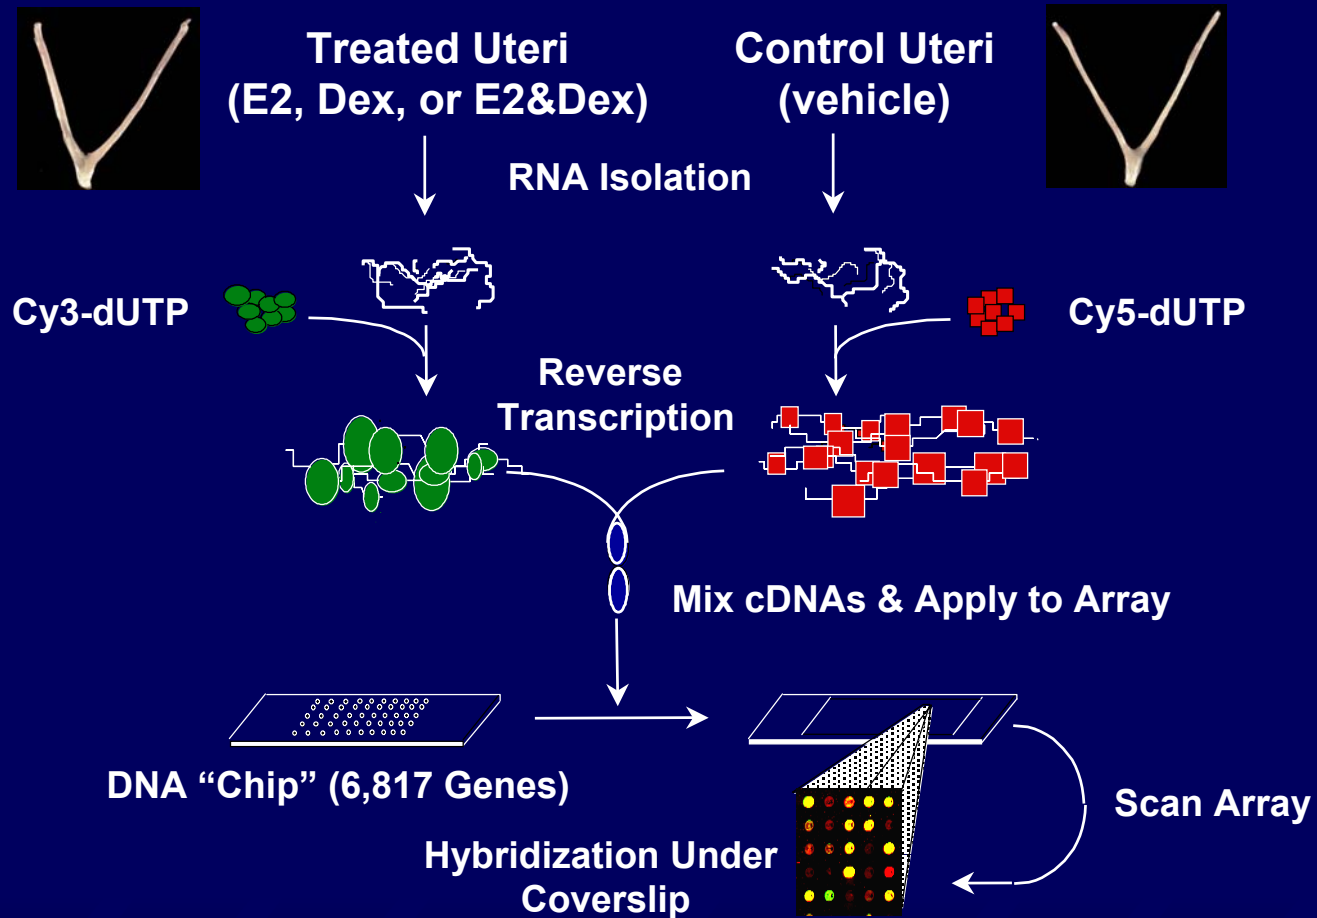 Treated Uteri
(E2, Dex, or E2&Dex)
Control Uteri
(vehicle)
RNA Isolation
Cy3-dUTP
Cy5-dUTP
Reverse
Transcription
Mix cDNAs & Apply to Array
DNA “Chip” (6,817 Genes)
Scan Array
Hybridization Under
Coverslip